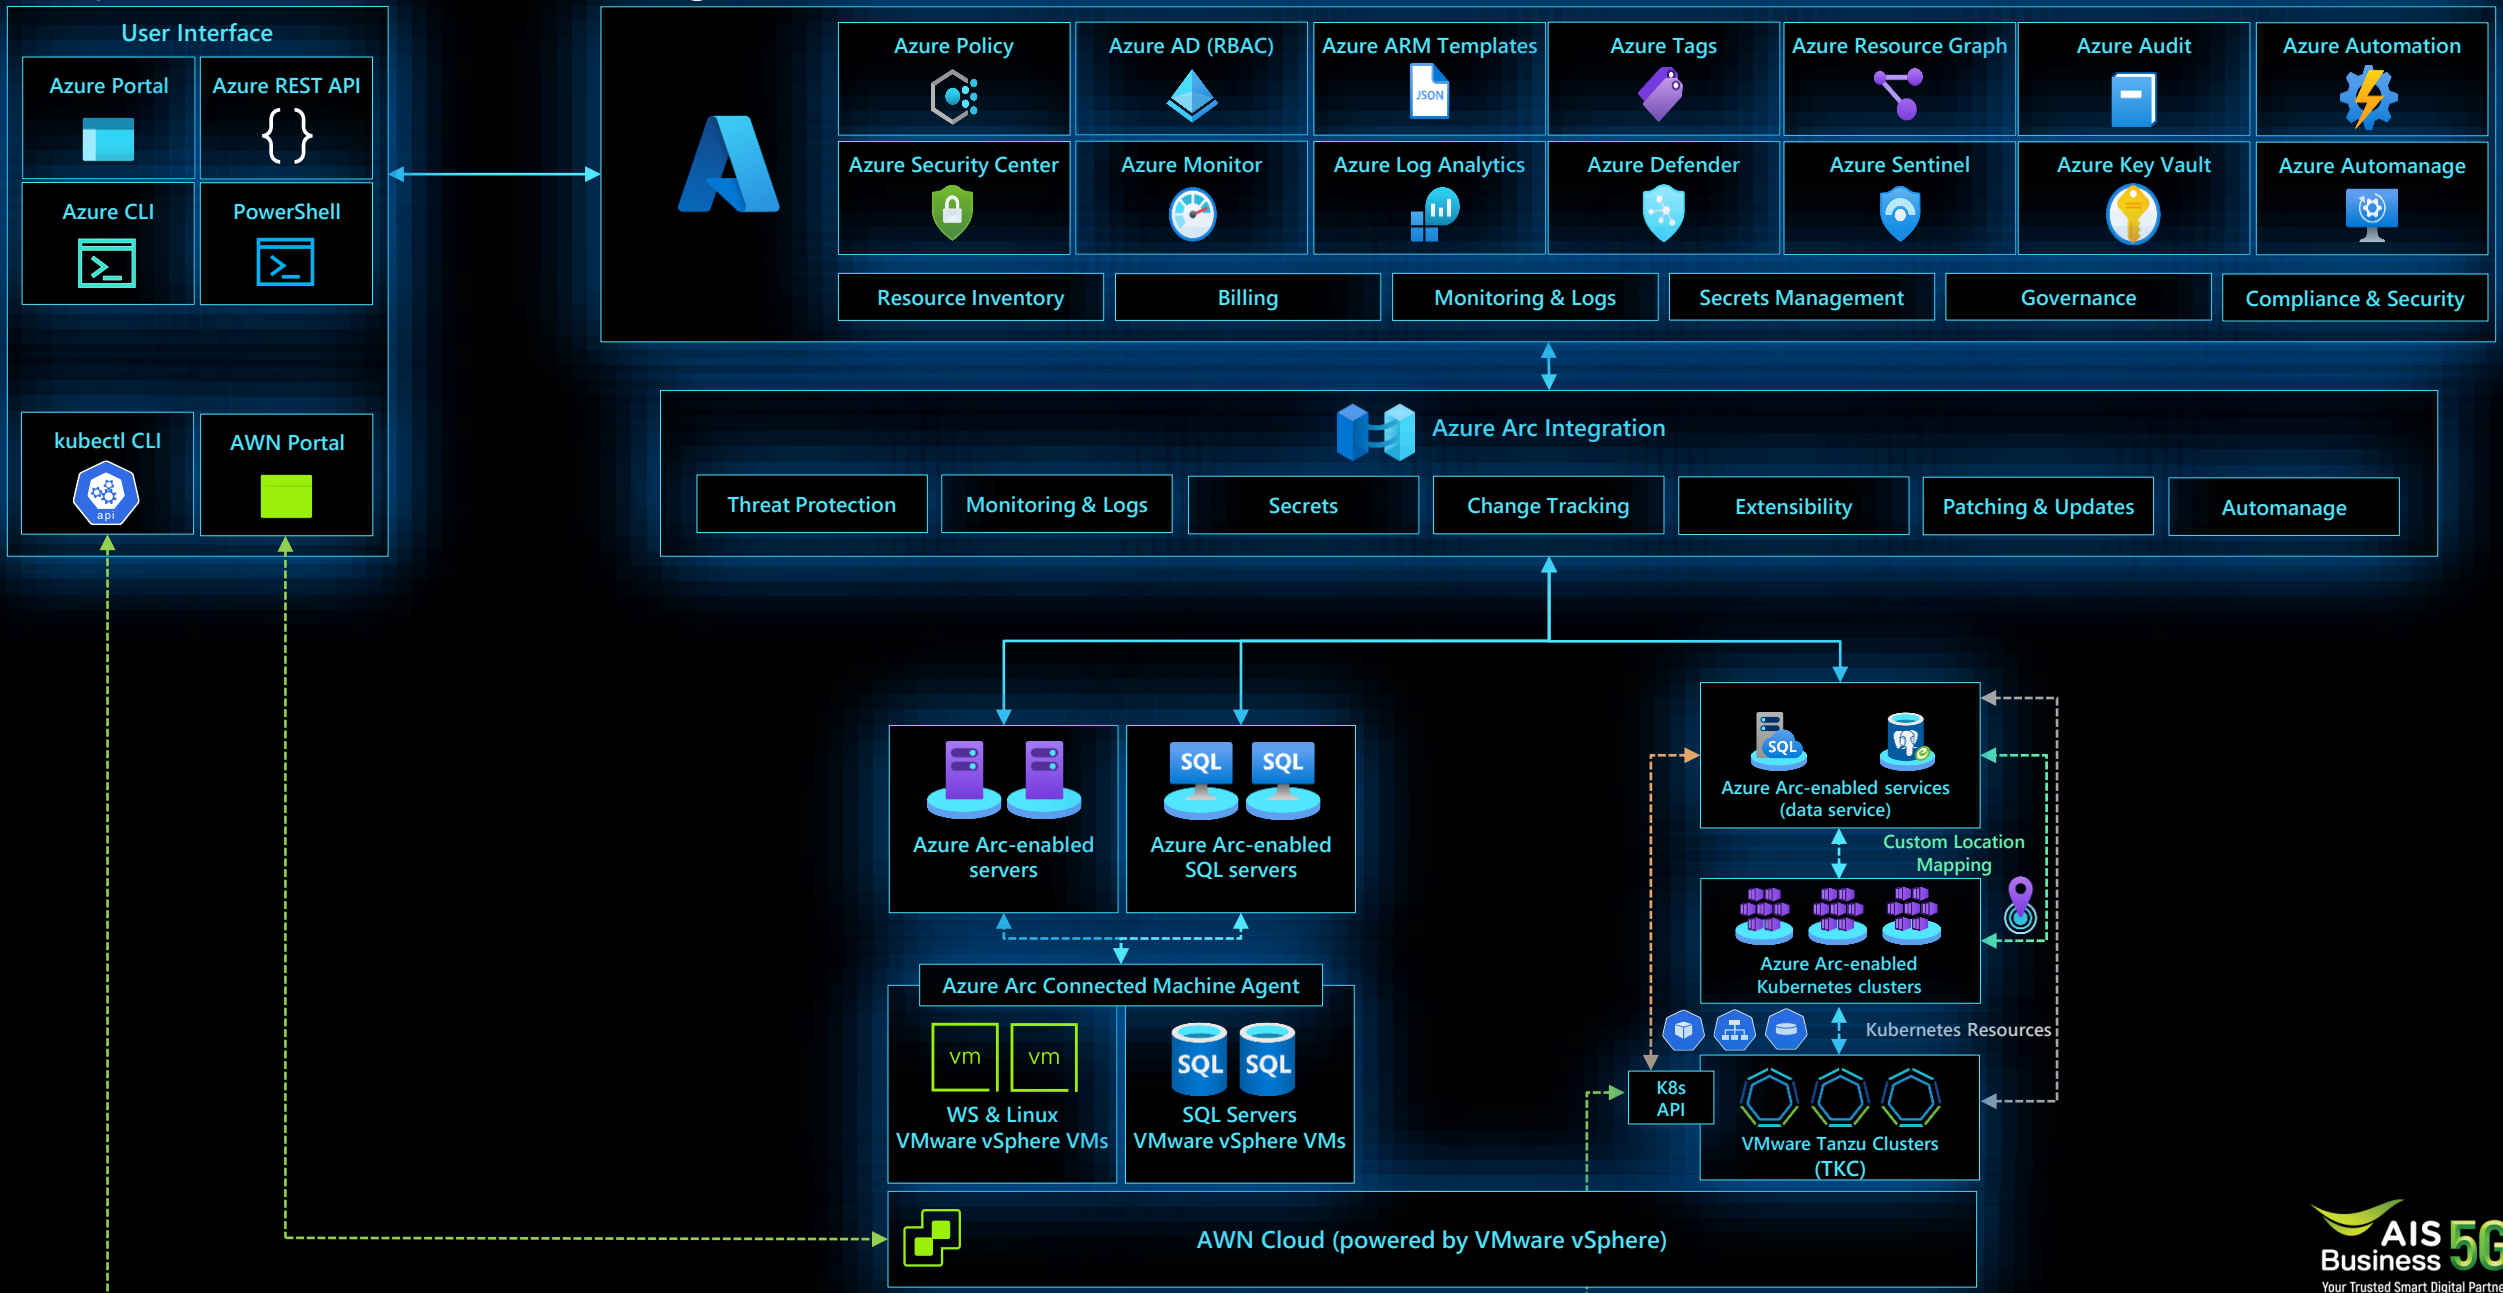 User Interface
Azure Portal
Azure REST API
{ }
Azure CLI
PowerShell
kubectl CLI
api
AWN Portal
Azure Policy
Azure AD (RBAC)
Azure ARM Templates
JSON
Azure Tags
Azure Resource Graph
Azure Audit
Azure Automation
Azure Security Center
Azure Monitor
Azure Log Analytics
Azure Defender
Azure Sentinel
Azure Key Vault
Azure Automanage
Resource Inventory
Billing
Monitoring & Logs
Secrets Management
Governance
Compliance & Security
Azure Arc Integration
Threat Protection
Monitoring & Logs
Secrets
Change Tracking
Extensibility
Patching & Updates
Automanage
Azure Arc-enabled
servers
SQL
SQL
Azure Arc-enabled
SQL servers
SQL
Azure Arc-enabled services
(data service)
Custom Location
Mapping
Azure Arc-enabled
Kubernetes clusters
Kubernetes Resources
Azure Arc Connected Machine Agent
vm
vm
WS & Linux
VMware vSphere VMs
SQL
SQL
SQL Servers
VMware vSphere VMs
K8s
API
VMware Tanzu Clusters
(TKC)
AWN Cloud (powered by VMware vSphere)
AIS
Business
5G
Your Trusted Smart Digital Partne